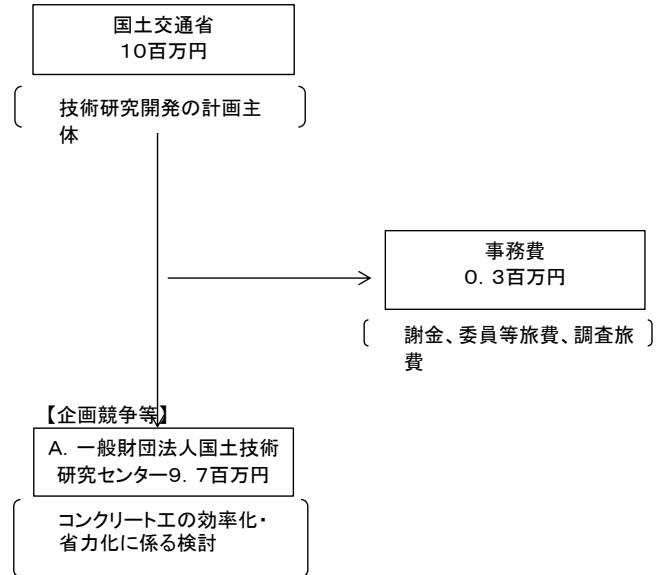 国土交通省
10百万円
技術研究開発の計画主
体
事務費
0.3百万円
謝金、委員等旅費、調査旅
費
【企画競争等】
A.一般財団法人国土技術
研究センター9.7百万円
コンクリート工の効率化・
省力化に係る検討